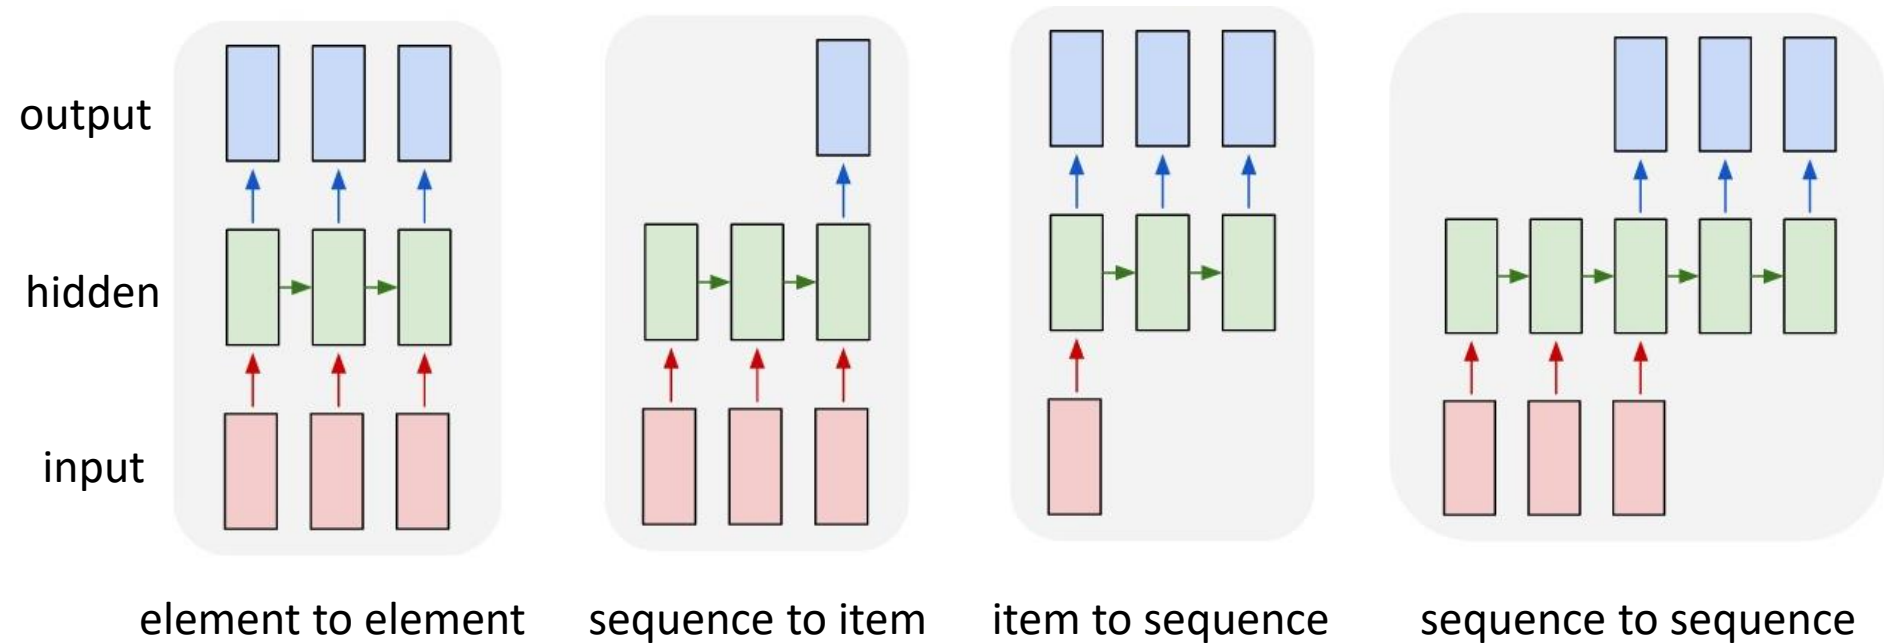 output
hidden
input
element to element
sequence to item
item to sequence
sequence to sequence